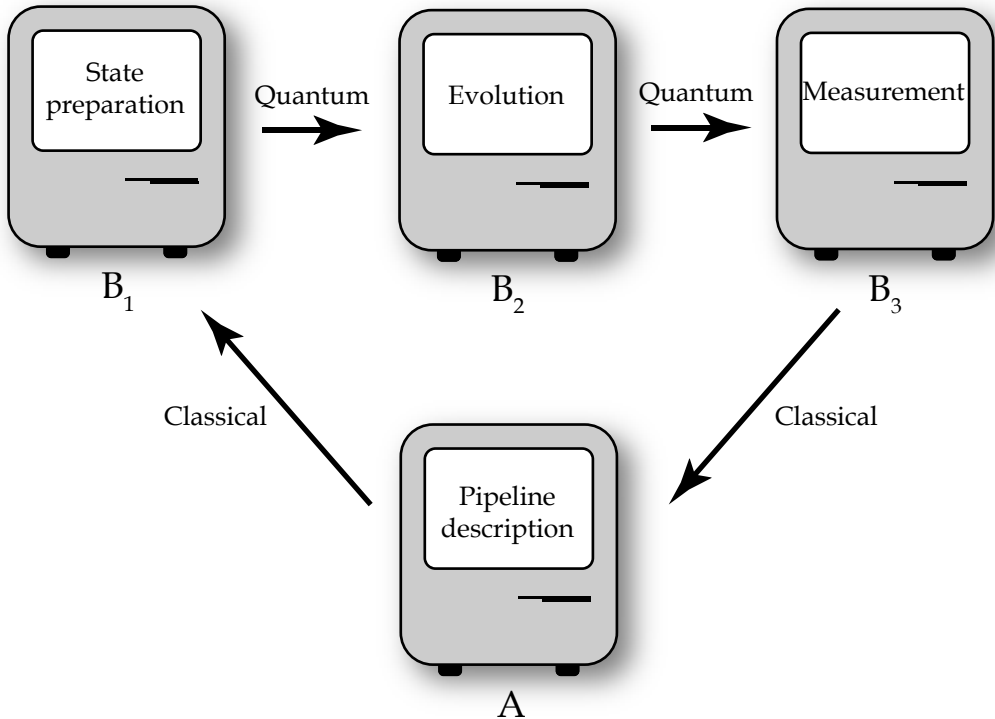 State
preparation
Quantum
Evolution
Quantum
Measurement
B₁
B₂
B₃
Classical
Classical
Pipeline
description
A